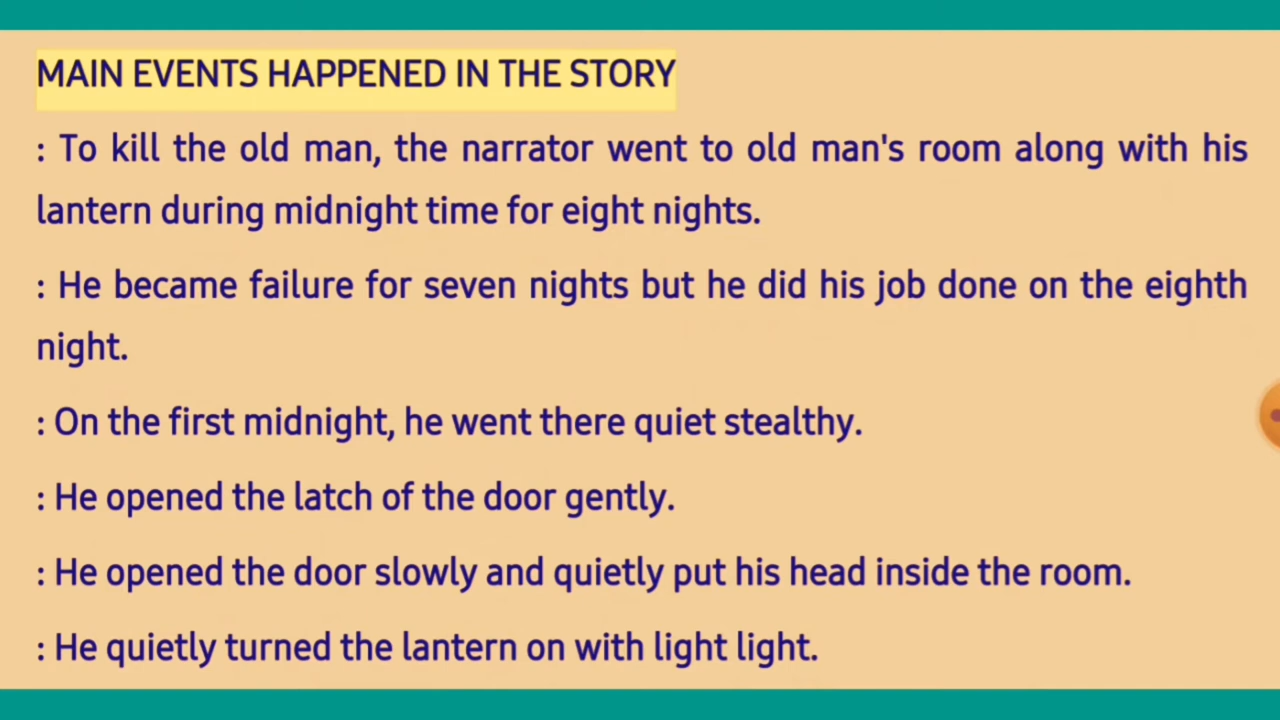 MAIN EVENTS HAPPENED IN THE STORY
: To kill the old man, the narrator went to old man's room along with his
lantern during midnight time for eight nights.
: He became failure for seven nights but he did his job done on the eighth
night.
: On the first midnight, he went there quiet stealthy.
: He opened the latch of the door gently.
: He opened the door slowly and quietly put his head inside the room.
: He quietly turned the lantern on with light light.